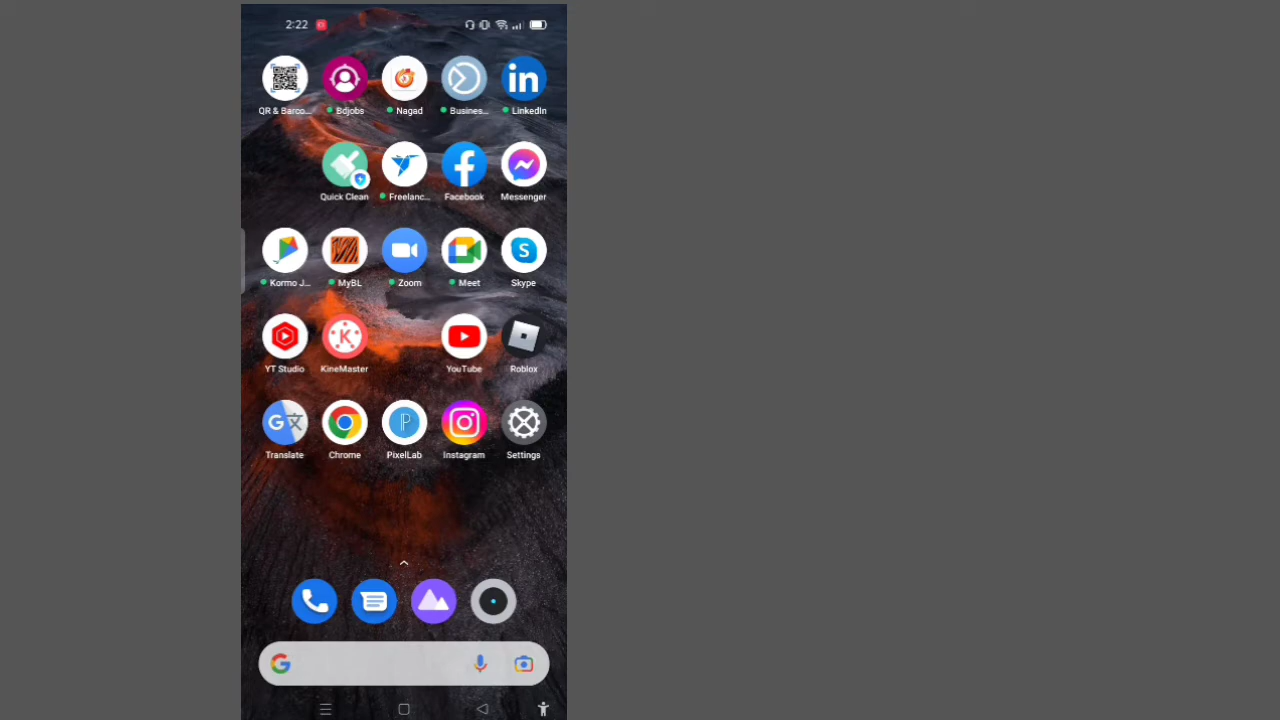 2:22
QR & Barco... Bdjobs Nagad Busines... LinkedIn
Quick Clean Freelanc... Facebook Messenger
Kormo J... MyBL Zoom Meet Skype
YT Studio KineMaster YouTube Roblox
Translate Chrome PixelLab Instagram Settings